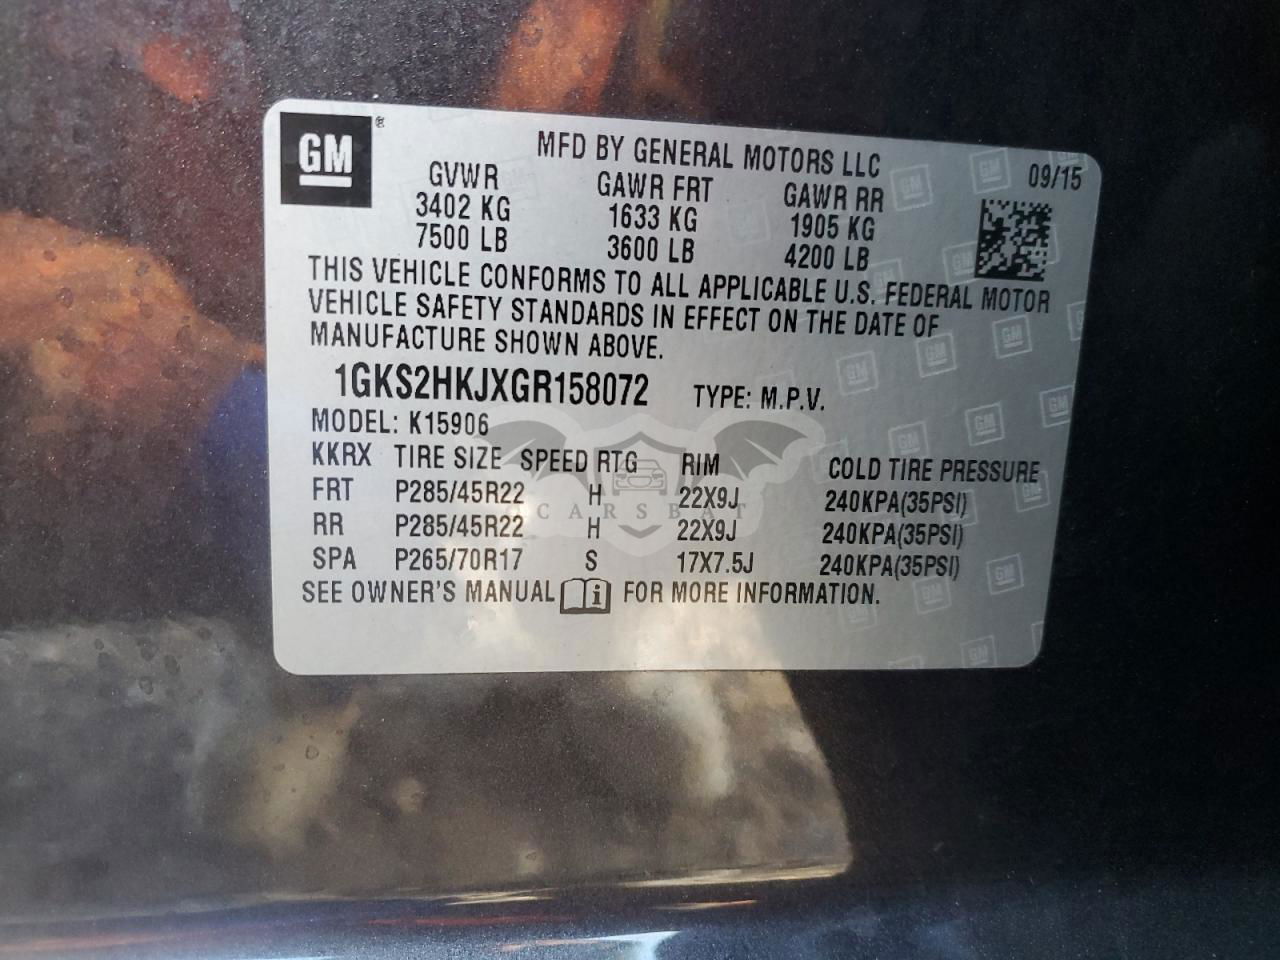 GM®
MFD BY GENERAL MOTORS LLC
09/15
GVWR GAWR FRT GAWR RR
3402 KG 1633 KG 1905 KG
7500 LB 3600 LB 4200 LB
THIS VEHICLE CONFORMS TO ALL APPLICABLE U.S. FEDERAL MOTOR
VEHICLE SAFETY STANDARDS IN EFFECT ON THE DATE OF
MANUFACTURE SHOWN ABOVE.
1GKS2HKJXGR158072 TYPE: M.P.V.
MODEL: K15906
KKRX TIRE SIZE SPEED RTG RIM COLD TIRE PRESSURE
FRT P285/45R22 H 22X9J 240KPA(35PSI)
RR P285/45R22 H 22X9J 240KPA(35PSI)
SPA P265/70R17 S 17X7.5J 240KPA(35PSI)
SEE OWNER'S MANUAL i FOR MORE INFORMATION.
CARSBAT